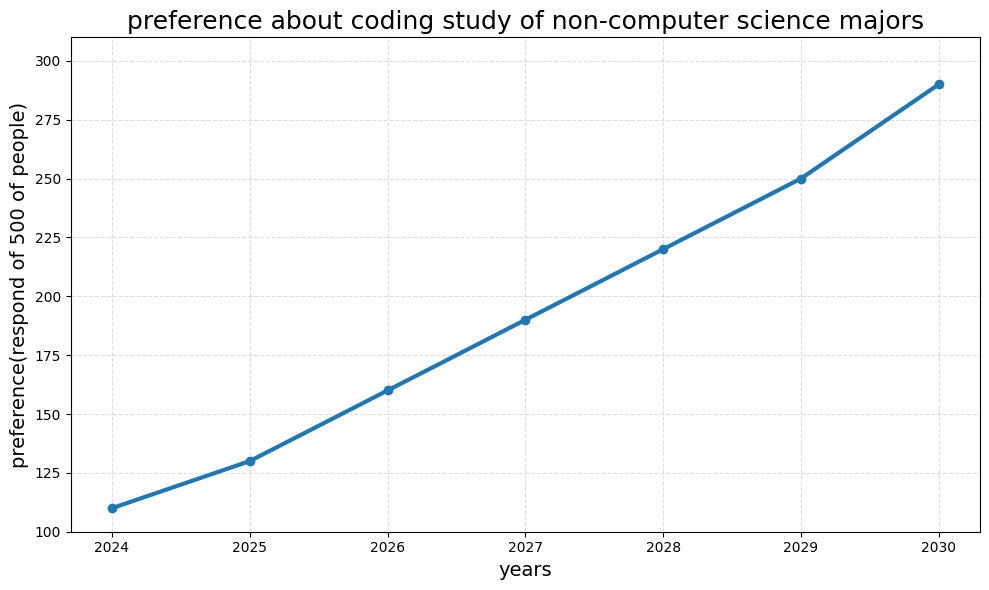 preference about coding study of non-computer science majors
preference(respond of 500 of people)
300
275
250
225
200
175
150
125
100
2024 2025 2026 2027 2028 2029 2030
years